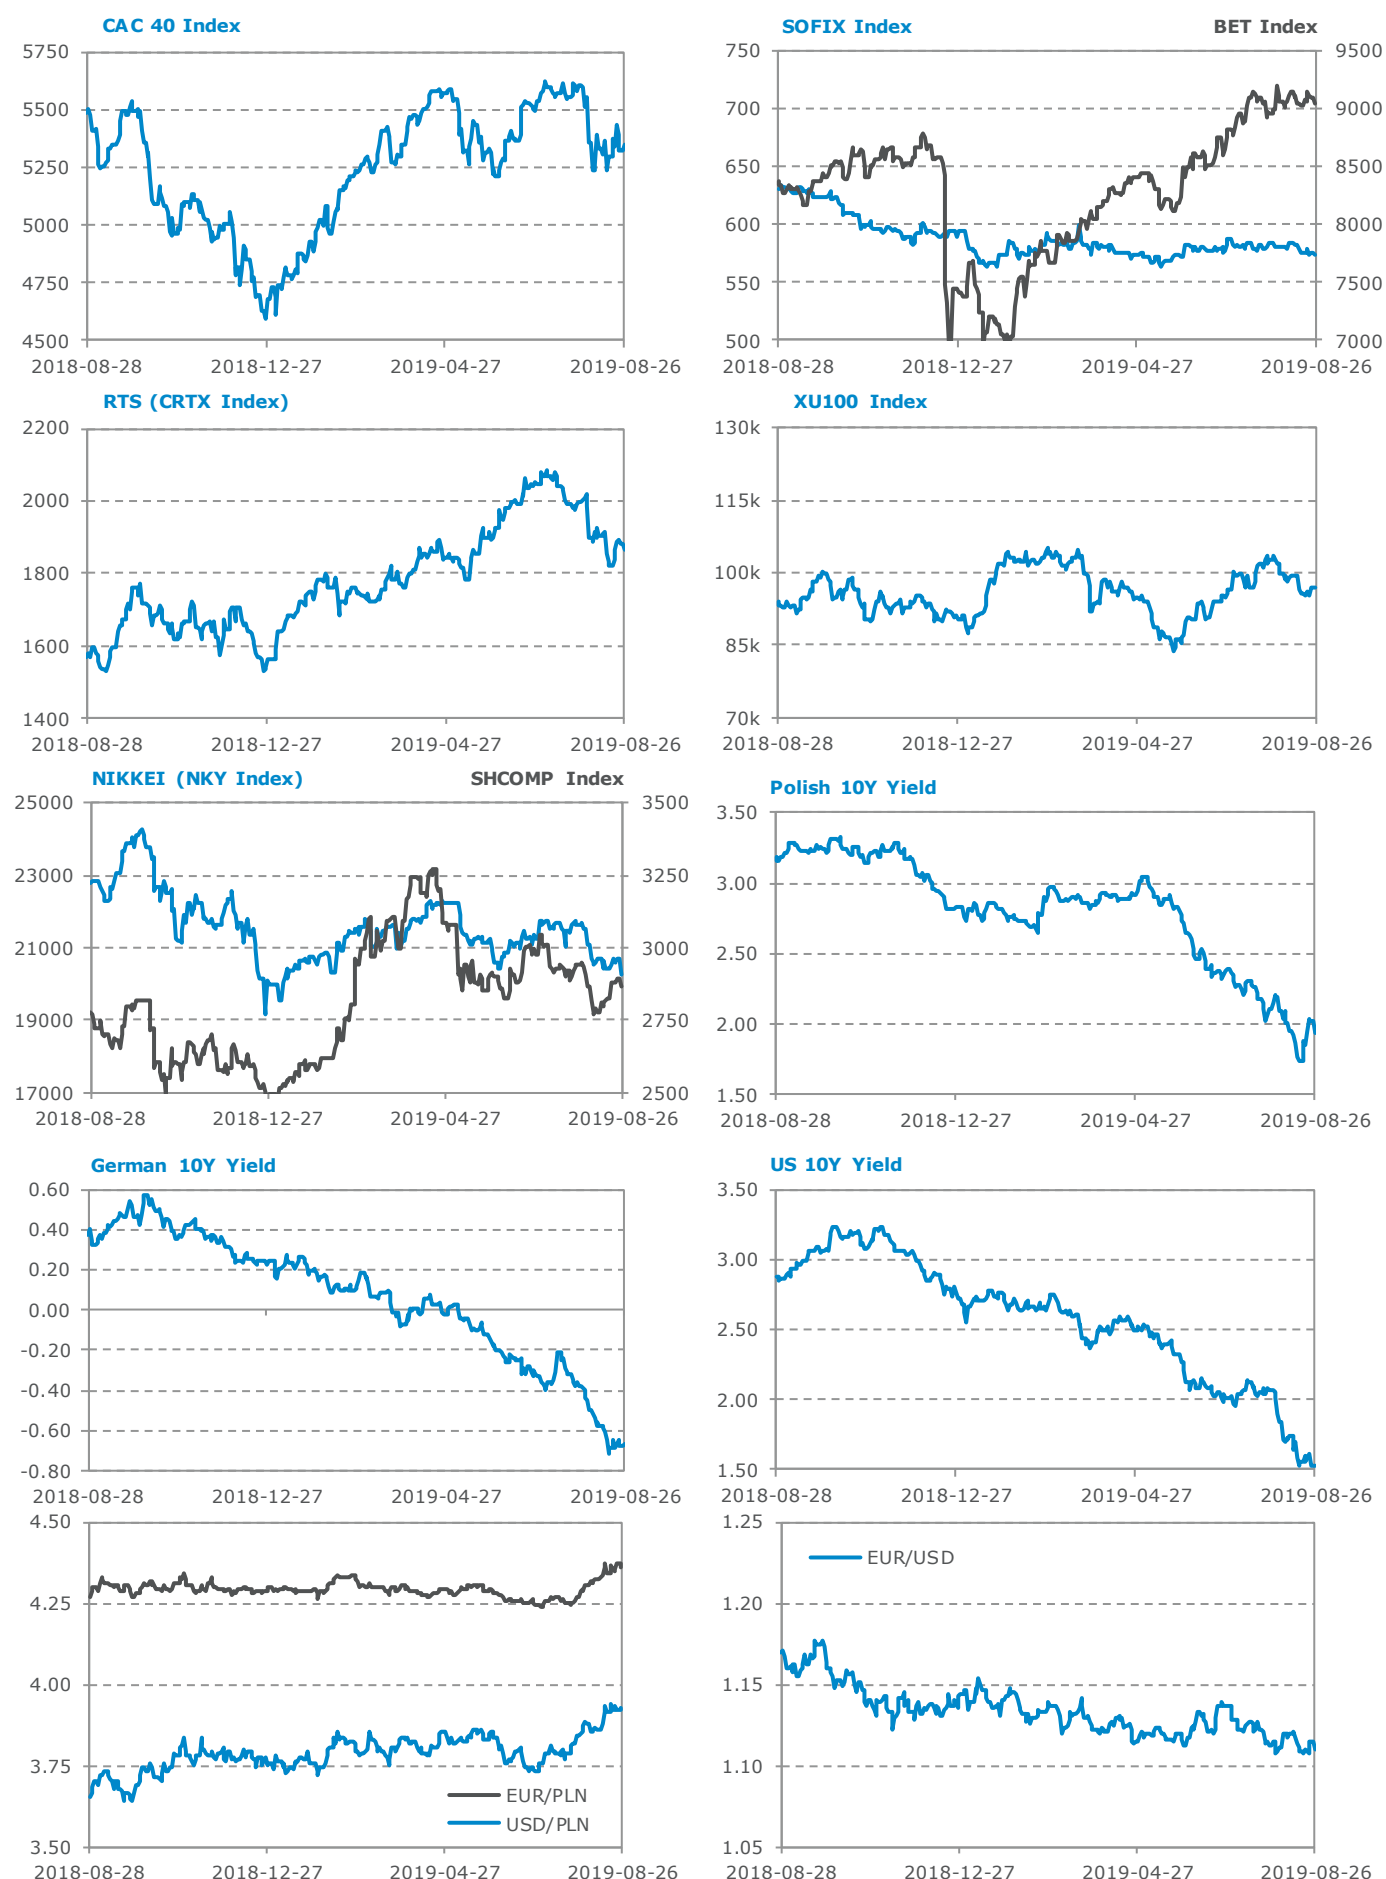 CAC 40 Index
5750
5500
5250
5000
4750
4500
2018-08-28 2018-12-27 2019-04-27 2019-08-26
SOFIX Index BET Index
750 9500
700 9000
650 8500
600 8000
550 7500
500 7000
2018-08-28 2018-12-27 2019-04-27 2019-08-26
RTS (CRTX Index)
2200
2000
1800
1600
1400
2018-08-28 2018-12-27 2019-04-27 2019-08-26
XU100 Index
130k
115k
100k
85k
70k
2018-08-28 2018-12-27 2019-04-27 2019-08-26
NIKKEI (NKY Index) SHCOMP Index
25000 3500
23000 3250
21000 3000
19000 2750
17000 2500
2018-08-28 2018-12-27 2019-04-27 2019-08-26
Polish 10Y Yield
3.50
3.00
2.50
2.00
1.50
2018-08-28 2018-12-27 2019-04-27 2019-08-26
German 10Y Yield
0.60
0.40
0.20
0.00
-0.20
-0.40
-0.60
-0.80
2018-08-28 2018-12-27 2019-04-27 2019-08-26
US 10Y Yield
3.50
3.00
2.50
2.00
1.50
2018-08-28 2018-12-27 2019-04-27 2019-08-26
4.50
4.25
4.00
3.75
EUR/PLN
USD/PLN
3.50
2018-08-28 2018-12-27 2019-04-27 2019-08-26
1.25
EUR/USD
1.20
1.15
1.10
1.05
2018-08-28 2018-12-27 2019-04-27 2019-08-26